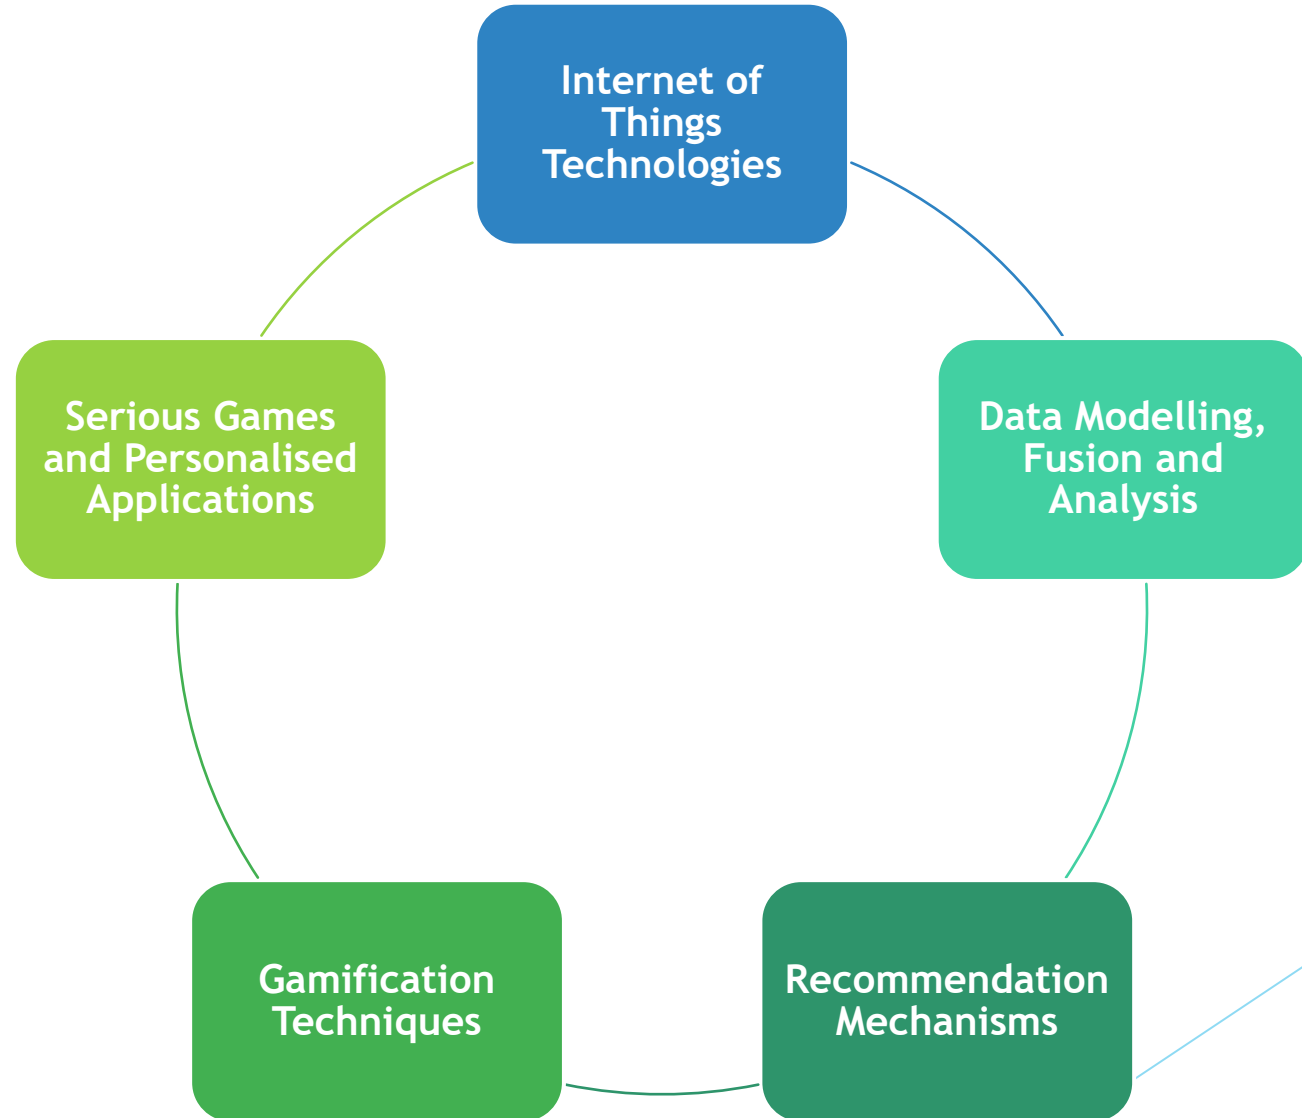 Internet of
Things
Technologies
Data Modelling,
Fusion and
Analysis
Recommendation
Mechanisms
Gamification
Techniques
Serious Games
and Personalised
Applications